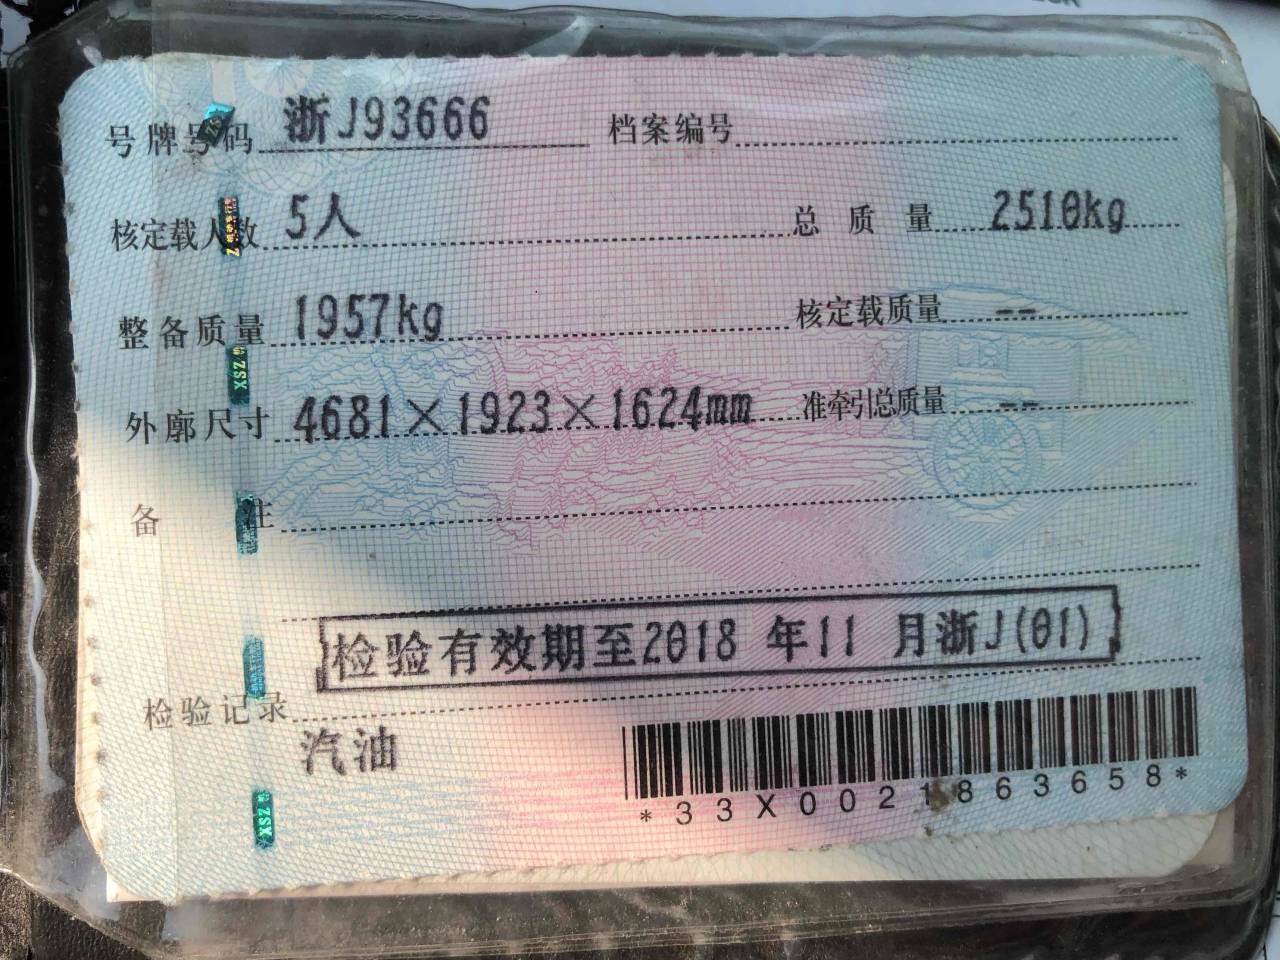 号牌号码 浙J93666 档案编号
核定载人数 5人 总质量 2510kg
整备质量 1957kg 核定载质量 --
外廓尺寸 4681×1923×1624mm 准牵引总质量 --
备注
检验有效期至2018 年11 月浙J(01)
检验记录
汽油
*33X0021863658*
XSZ
XSZ